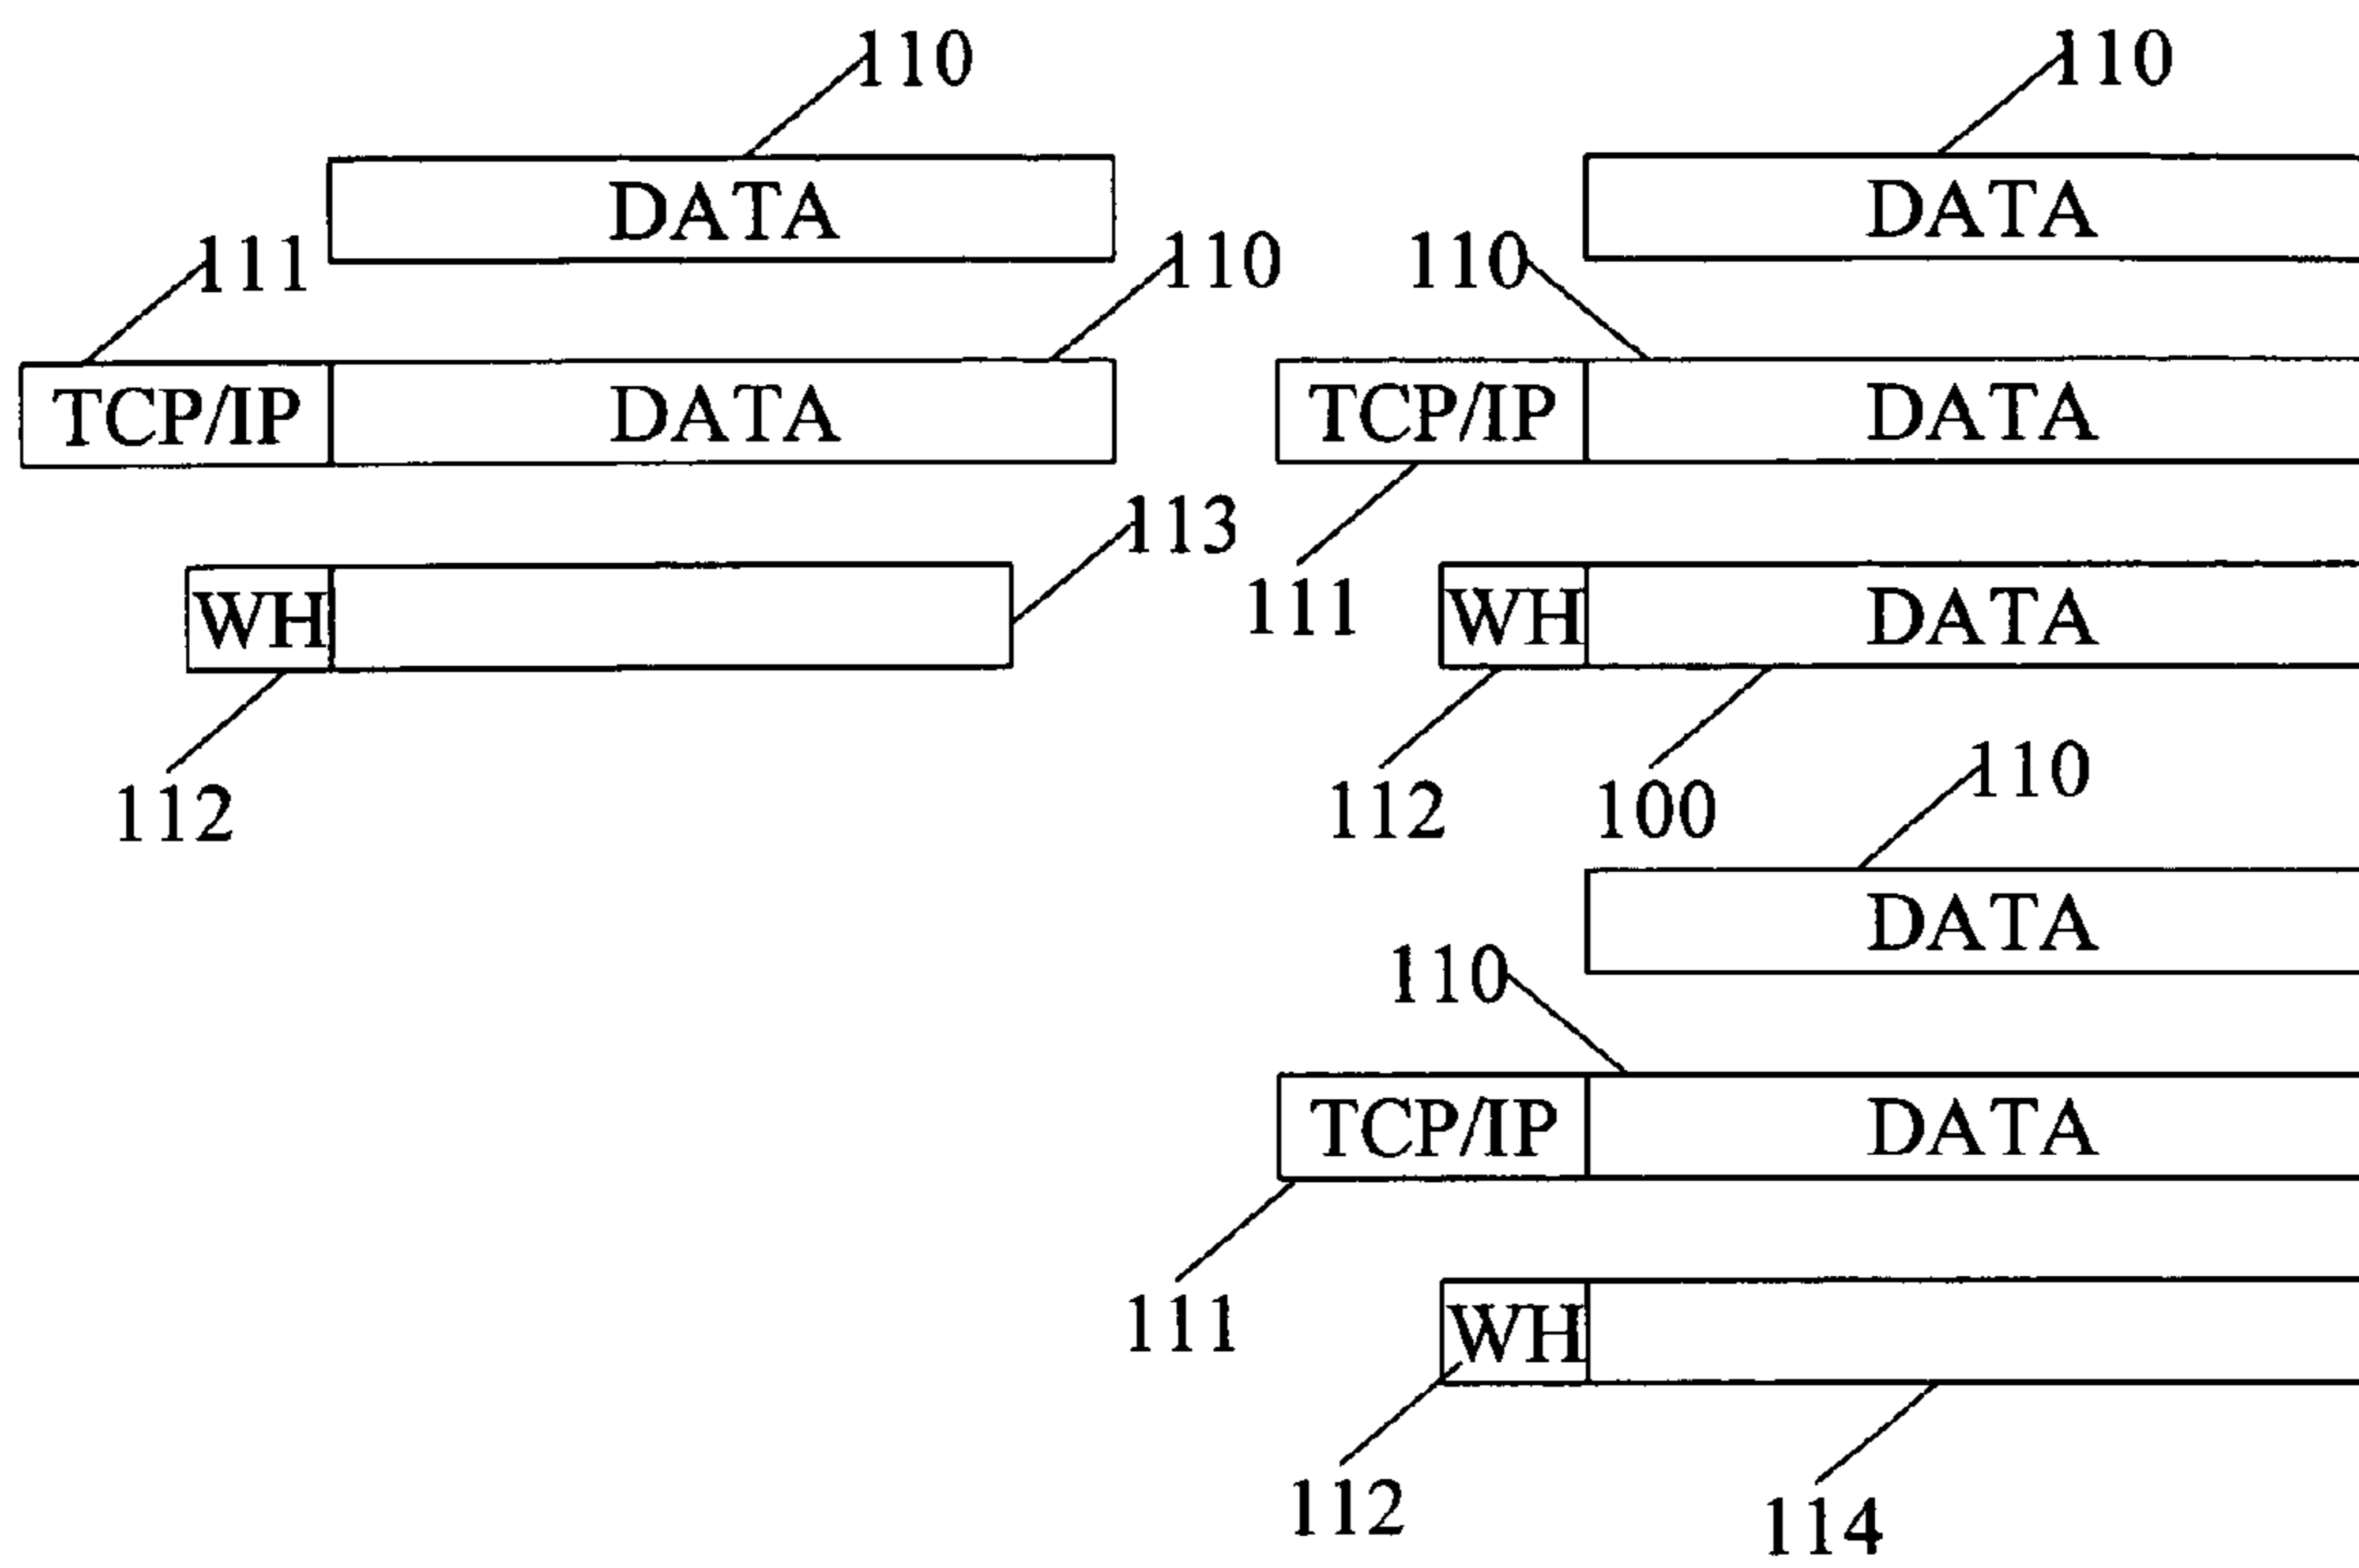 110
DATA
111
110
TCP/IP DATA
113
WH
112
110
DATA
110
TCP/IP DATA
111
WH DATA
112 100
110
DATA
110
TCP/IP DATA
111
WH
112
114